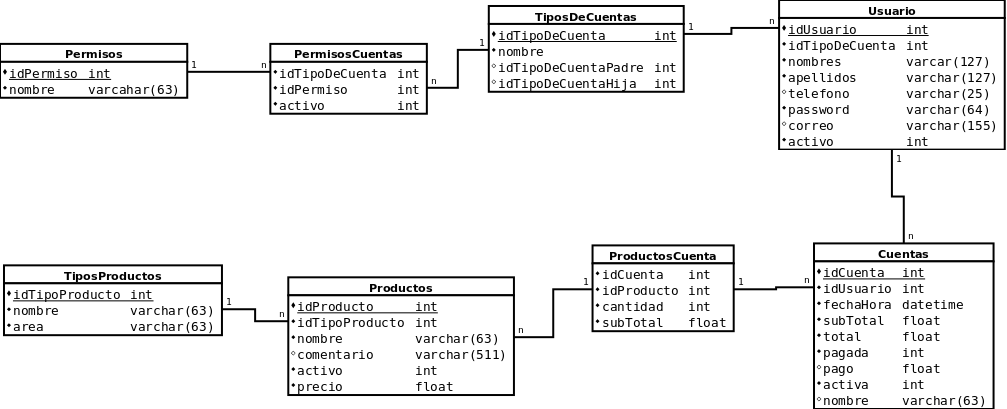 Permisos
idPermiso int
nombre varcahar(63)
1
n
PermisosCuentas
idTipoDeCuenta int
idPermiso int
activo int
n
1
TiposDeCuentas
idTipoDeCuenta int
nombre
idTipoDeCuentaPadre int
idTipoDeCuentaHija int
1
n
Usuario
idUsuario int
idTipoDeCuenta int
nombres varcar(127)
apellidos varchar(127)
telefono varchar(25)
password varchar(64)
correo varchar(155)
activo int
1
n
TiposProductos
idTipoProducto int
nombre varchar(63)
area varchar(63)
1
n
Productos
idProducto int
idTipoProducto int
nombre varchar(63)
comentario varchar(511)
activo int
precio float
n
1
ProductosCuenta
idCuenta int
idProducto int
cantidad int
subTotal float
1
n
Cuentas
idCuenta int
idUsuario int
fechaHora datetime
subTotal float
total float
pagada int
pago float
activa int
nombre varchar(63)